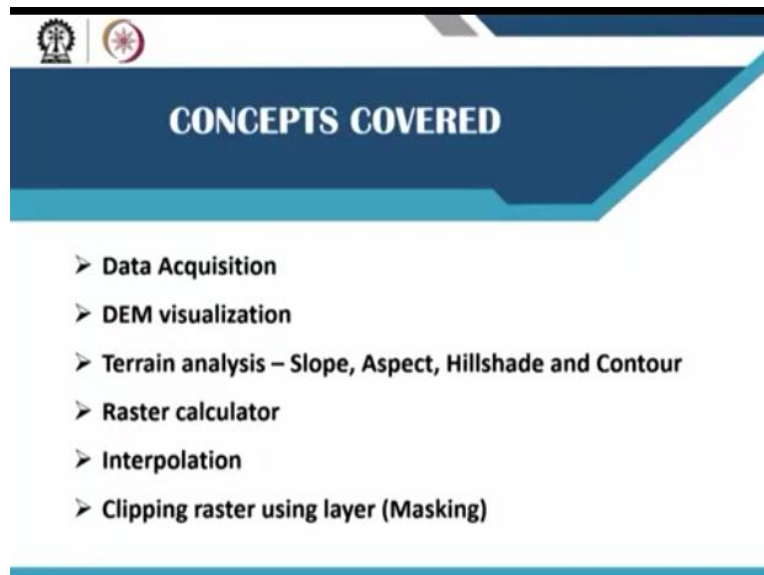 CONCEPTS COVERED
➤ Data Acquisition
➤ DEM visualization
➤ Terrain analysis – Slope, Aspect, Hillshade and Contour
➤ Raster calculator
➤ Interpolation
➤ Clipping raster using layer (Masking)